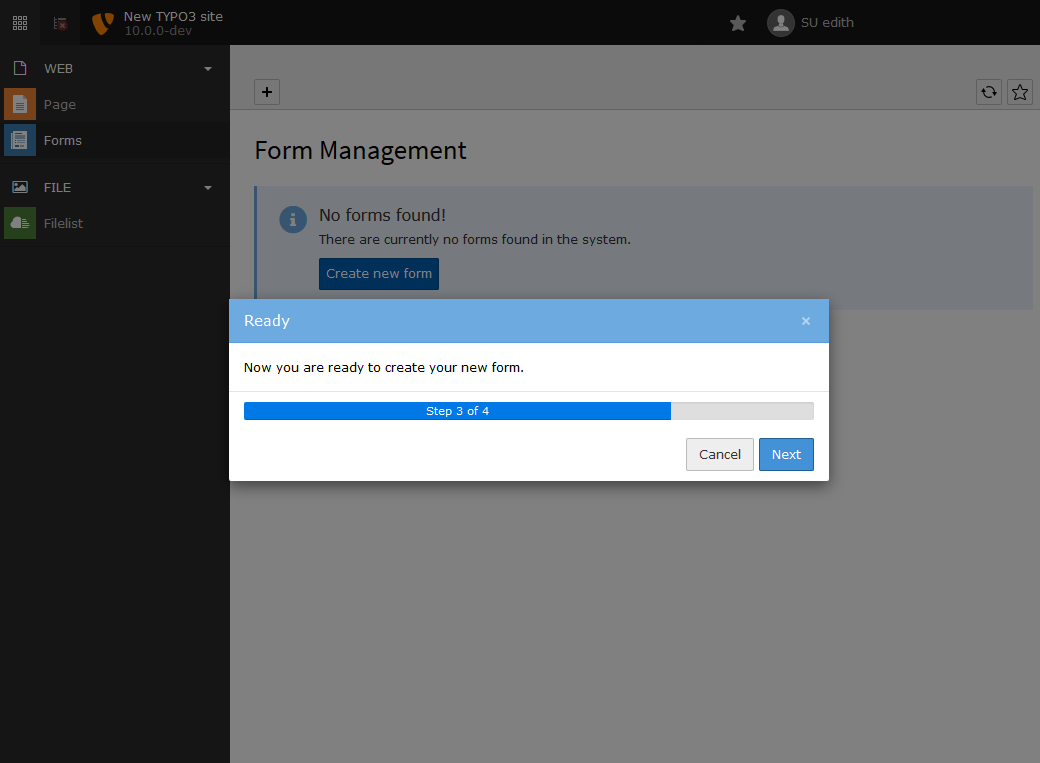 New TYPO3 site
10.0.0-dev
SU edith
WEB
Page
Forms
FILE
Filelist
Form Management
No forms found!
There are currently no forms found in the system.
Create new form
Ready
Now you are ready to create your new form.
Step 3 of 4
Cancel
Next